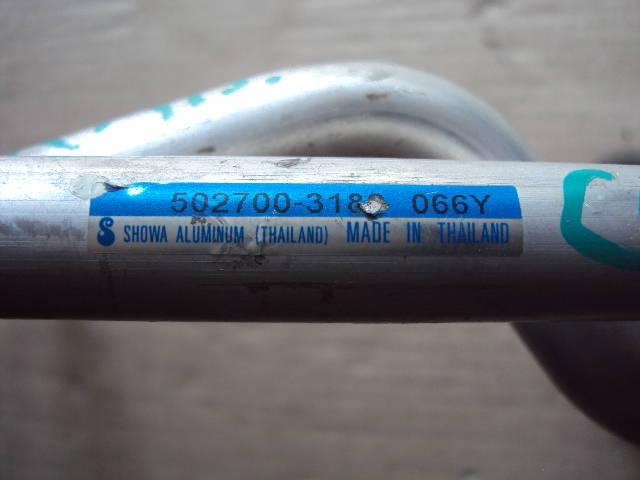 066Y
SHOWA ALUMINUM (THAILAND) MADE IN THAILAND